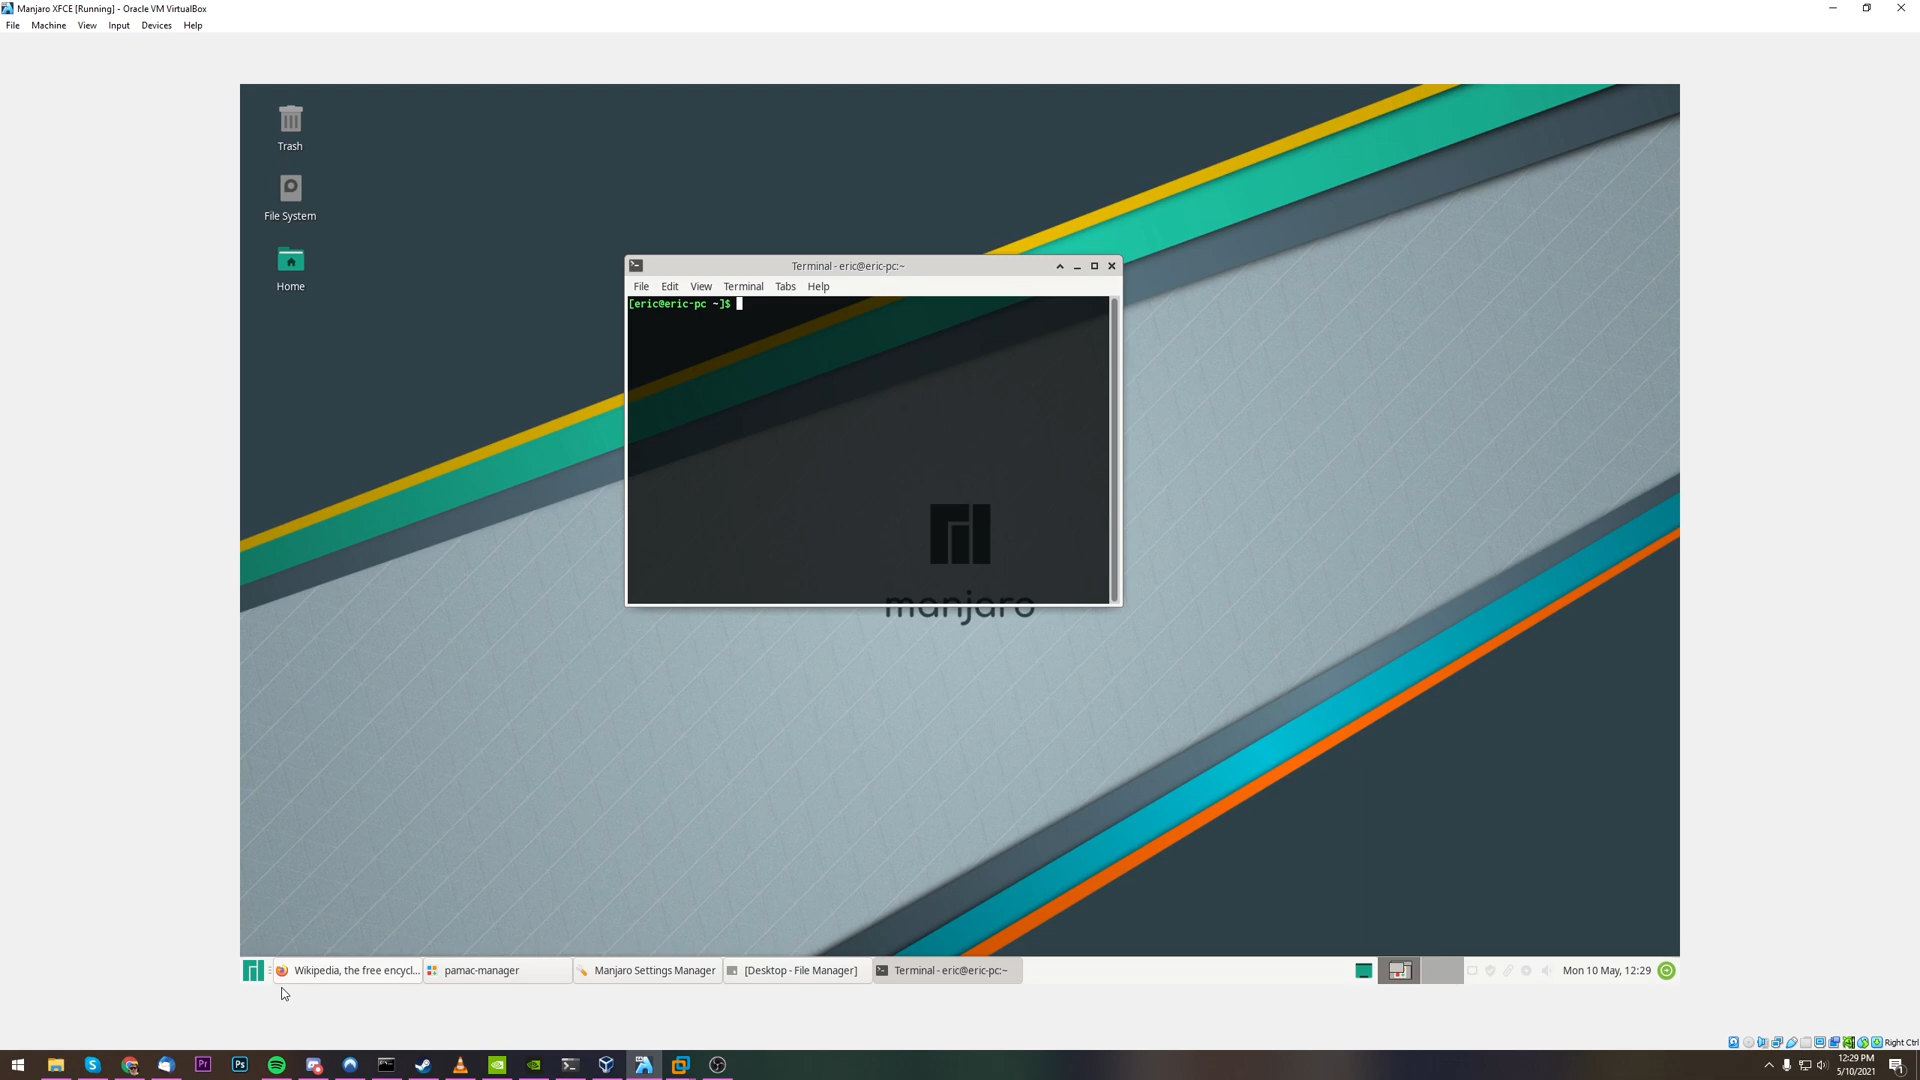 Manjaro XFCE [Running] - Oracle VM VirtualBox
File Machine View Input Devices Help
Trash
File System
Home
Terminal - eric@eric-pc:~
File Edit View Terminal Tabs Help
[eric@eric-pc ~]$
manjaro
Wikipedia, the free encycl... pamac-manager Manjaro Settings Manager [Desktop - File Manager] Terminal - eric@eric-pc:~ Mon 10 May, 12:29
Right Ctrl
Pr Ps 12:29 PM
5/10/2021 1